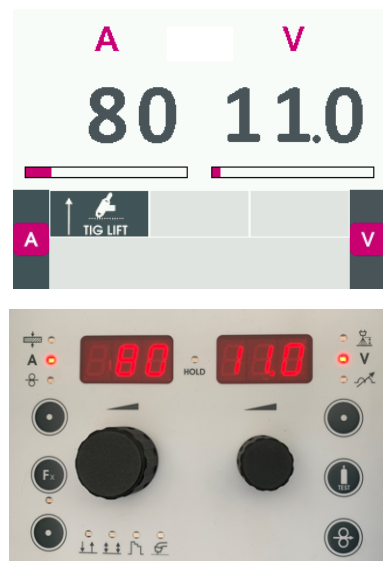 A V
80 11.0
A TIG LIFT V
A 80 HOLD 11.0 V
Fx TEST